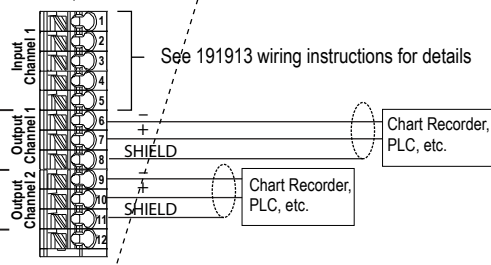 Input
Channel 1
Output
Channel 1
Output
Channel 2
1
2
3
4
5
6
7
8
9
10
11
12
See 191913 wiring instructions for details
−
+
SHIELD
Chart Recorder,
PLC, etc.
−
+
SHIELD
Chart Recorder,
PLC, etc.